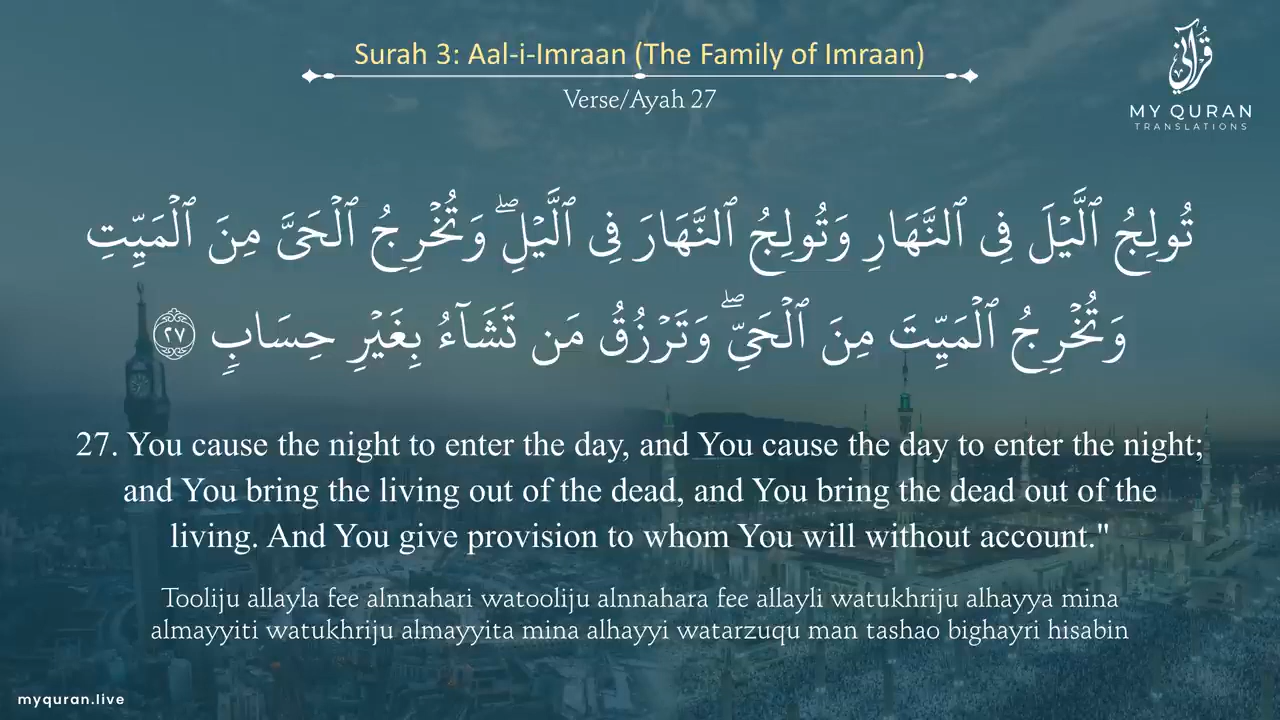 Surah 3: Aal-i-Imraan (The Family of Imraan)
Verse/Ayah 27
قرآني
MY QURAN
TRANSLATIONS
تُولِجُ ٱلَّيْلَ فِى ٱلنَّهَارِ وَتُولِجُ ٱلنَّهَارَ فِى ٱلَّيْلِ ۖ وَتُخْرِجُ ٱلْحَىَّ مِنَ ٱلْمَيِّتِ
وَتُخْرِجُ ٱلْمَيِّتَ مِنَ ٱلْحَىِّ ۖ وَتَرْزُقُ مَن تَشَآءُ بِغَيْرِ حِسَابٍ ٢٧
27. You cause the night to enter the day, and You cause the day to enter the night;
and You bring the living out of the dead, and You bring the dead out of the
living. And You give provision to whom You will without account."
Tooliju allayla fee alnnahari watooliju alnnahara fee allayli watukhriju alhayya mina
almayyiti watukhriju almayyita mina alhayyi watarzuqu man tashao bighayri hisabin
myquran.live